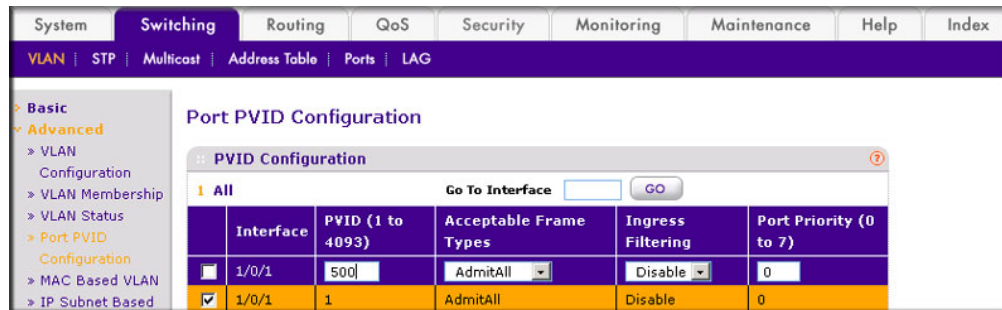 System Switching Routing QoS Security Monitoring Maintenance Help Index
VLAN | STP | Multicast | Address Table | Ports | LAG
Basic
Advanced
» VLAN
Configuration
» VLAN Membership
» VLAN Status
» Port PVID
Configuration
» MAC Based VLAN
» IP Subnet Based
Port PVID Configuration
PVID Configuration
1 All Go To Interface GO
Interface PVID (1 to 4093) Acceptable Frame Types Ingress Filtering Port Priority (0 to 7)
1/0/1 500 AdmitAll Disable 0
1/0/1 1 AdmitAll Disable 0